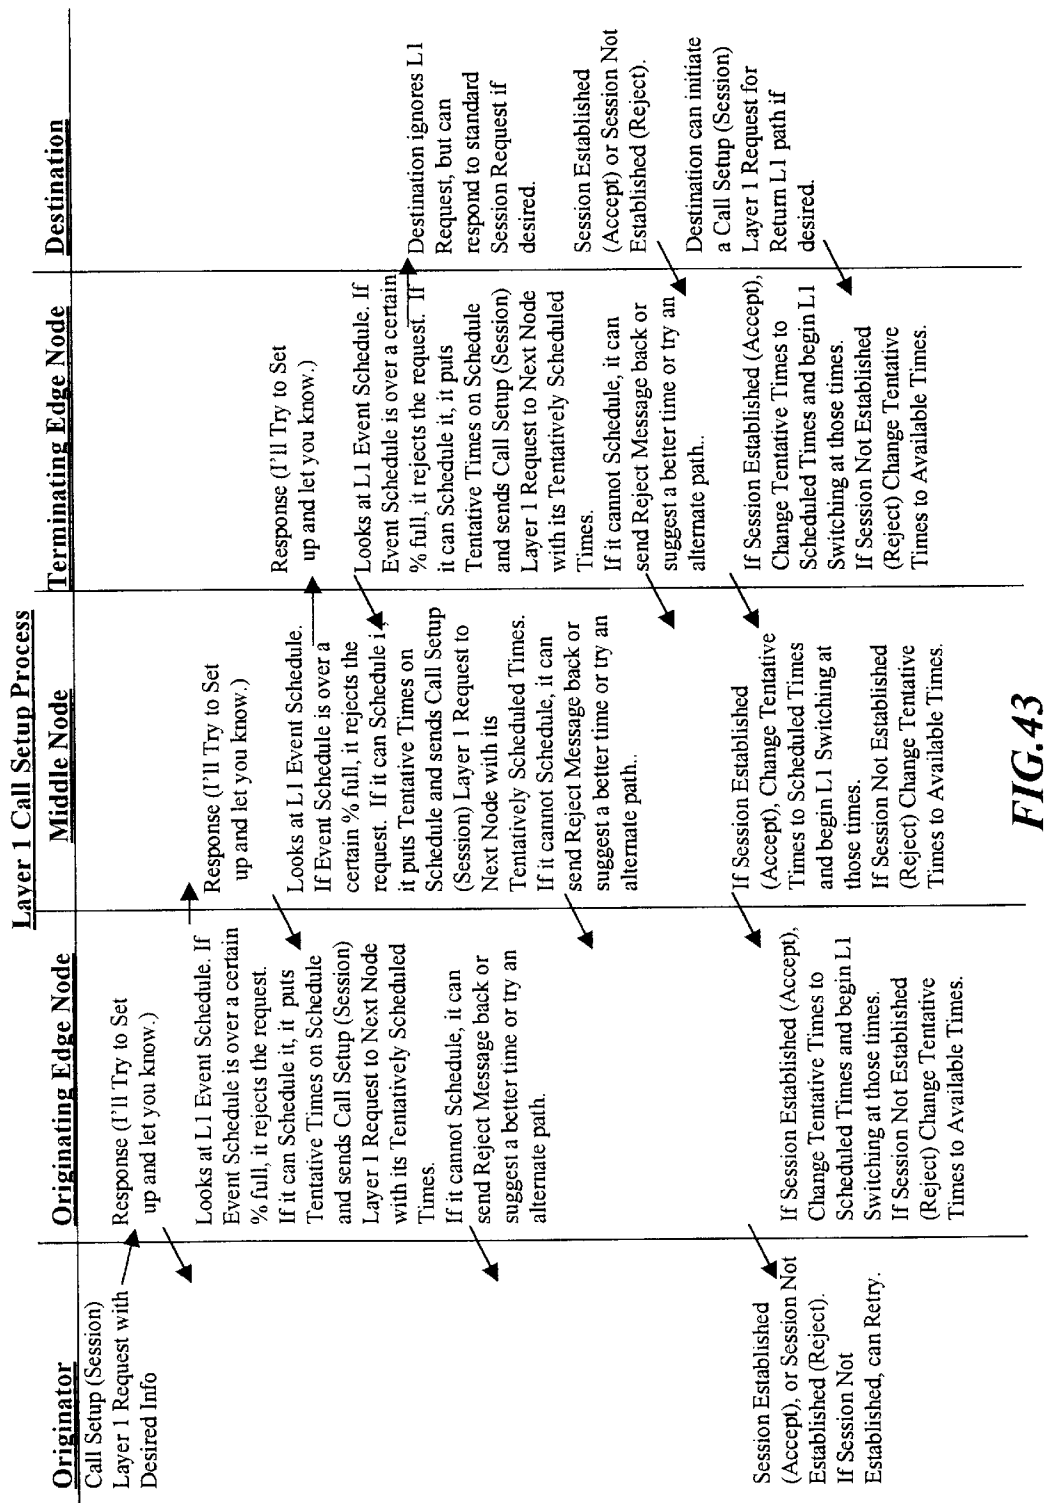 Layer 1 Call Setup Process
Originator
Call Setup (Session)
Layer 1 Request with
Desired Info
Session Established
(Accept), or Session Not
Established (Reject).
If Session Not
Established, can Retry.
Originating Edge Node
Response (I'll Try to Set
up and let you know.)
Looks at L1 Event Schedule. If
Event Schedule is over a certain
% full, it rejects the request.
If it can Schedule it, it puts
Tentative Times on Schedule
and sends Call Setup (Session)
Layer 1 Request to Next Node
with its Tentatively Scheduled
Times.
If it cannot Schedule, it can
send Reject Message back or
suggest a better time or try an
alternate path.
If Session Established (Accept),
Change Tentative Times to
Scheduled Times and begin L1
Switching at those times.
If Session Not Established
(Reject) Change Tentative
Times to Available Times.
Middle Node
Response (I'll Try to Set
up and let you know.)
Looks at L1 Event Schedule.
If Event Schedule is over a
certain % full, it rejects the
request. If it can Schedule i,
it puts Tentative Times on
Schedule and sends Call Setup
(Session) Layer 1 Request to
Next Node with its
Tentatively Scheduled Times.
If it cannot Schedule, it can
send Reject Message back or
suggest a better time or try an
alternate path..
If Session Established
(Accept), Change Tentative
Times to Scheduled Times
and begin L1 Switching at
those times.
If Session Not Established
(Reject) Change Tentative
Times to Available Times.
Terminating Edge Node
Response (I'll Try to Set
up and let you know.)
Looks at L1 Event Schedule. If
Event Schedule is over a certain
% full, it rejects the request. If
it can Schedule it, it puts
Tentative Times on Schedule
and sends Call Setup (Session)
Layer 1 Request to Next Node
with its Tentatively Scheduled
Times.
If it cannot Schedule, it can
send Reject Message back or
suggest a better time or try an
alternate path..
If Session Established (Accept),
Change Tentative Times to
Scheduled Times and begin L1
Switching at those times.
If Session Not Established
(Reject) Change Tentative
Times to Available Times.
Destination
Destination ignores L1
Request, but can
respond to standard
Session Request if
desired.
Session Established
(Accept) or Session Not
Established (Reject).
Destination can initiate
a Call Setup (Session)
Layer 1 Request for
Return L1 path if
desired.
FIG.43